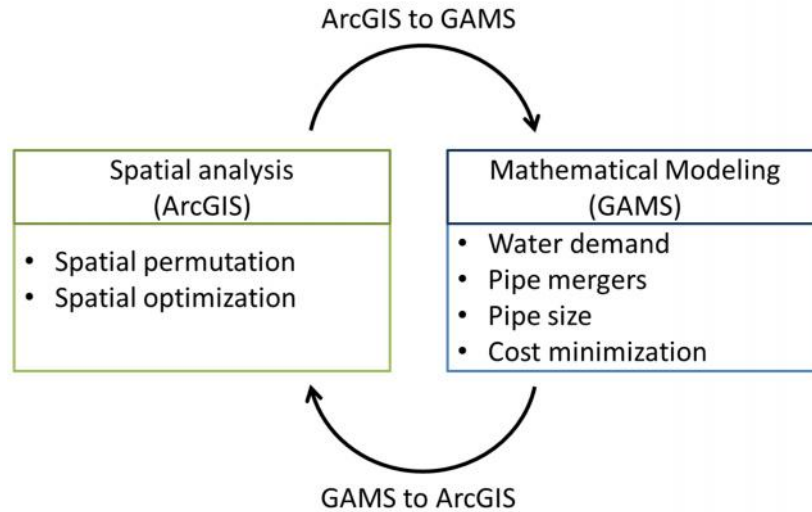 ArcGIS to GAMS
Spatial analysis
(ArcGIS)
• Spatial permutation
• Spatial optimization
Mathematical Modeling
(GAMS)
• Water demand
• Pipe mergers
• Pipe size
• Cost minimization
GAMS to ArcGIS